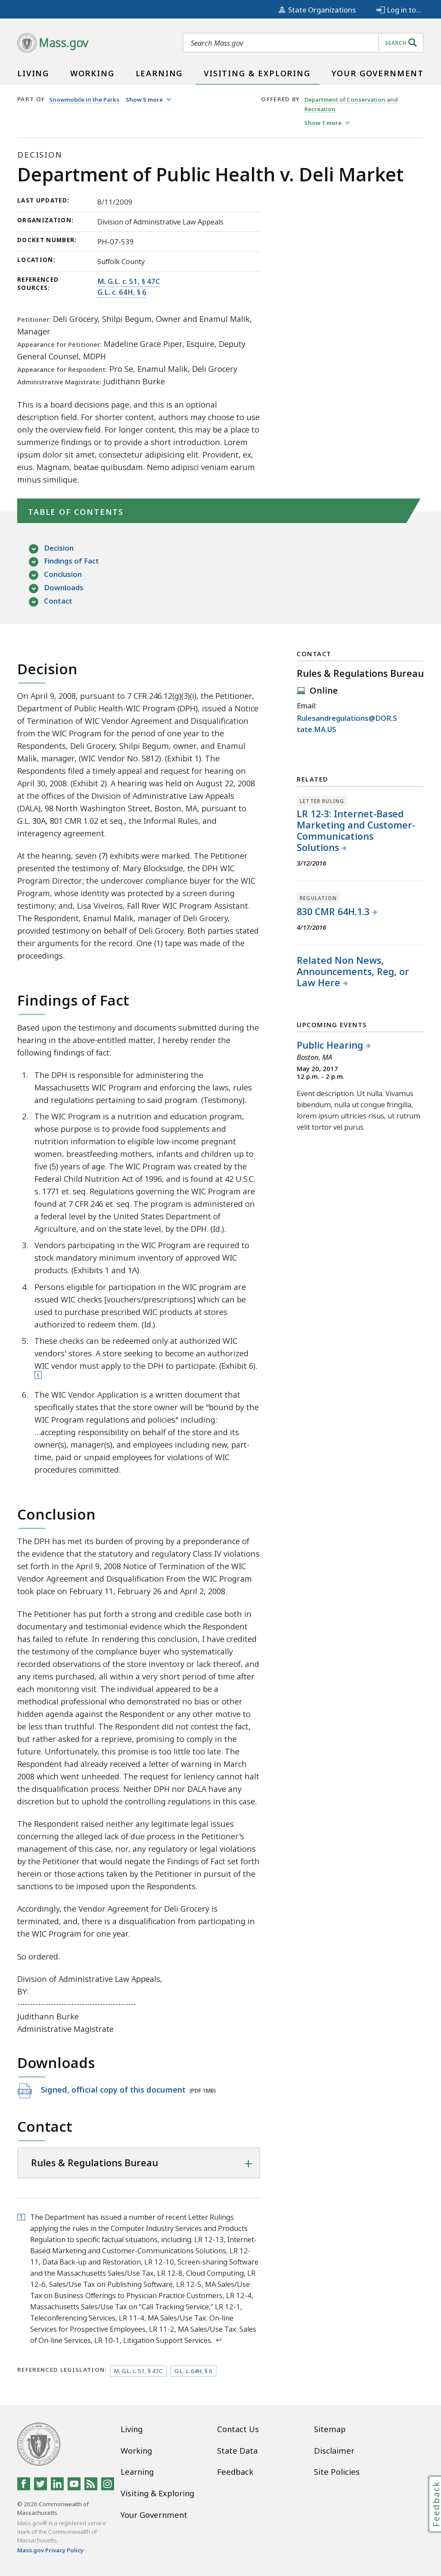 State Organizations
Log in to...
Mass.gov
Search Mass.gov
SEARCH
LIVING
WORKING
LEARNING
VISITING & EXPLORING
YOUR GOVERNMENT
PART OF Snowmobile in the Parks Show 5 more
OFFERED BY Department of Conservation and
Recreation
Show 1 more
DECISION
Department of Public Health v. Deli Market
LAST UPDATED: 8/11/2009
ORGANIZATION: Division of Administrative Law Appeals
DOCKET NUMBER: PH-07-539
LOCATION: Suffolk County
REFERENCED
SOURCES:
M. G.L. c. 51, § 47C
G.L. c. 64H, § 6
Petitioner: Deli Grocery, Shilpi Begum, Owner and Enamul Malik,
Manager
Appearance for Petitioner: Madeline Grace Piper, Esquire, Deputy
General Counsel, MDPH
Appearance for Respondent: Pro Se, Enamul Malik, Deli Grocery
Administrative Magistrate: Judithann Burke
This is a board decisions page, and this is an optional
description field. For shorter content, authors may choose to use
only the overview field. For longer content, this may be a place to
summerize findings or to provide a short introduction. Lorem
ipsum dolor sit amet, consectetur adipisicing elit. Provident, ex,
eius. Magnam, beatae quibusdam. Nemo adipisci veniam earum
minus similique.
TABLE OF CONTENTS
Decision
Findings of Fact
Conclusion
Downloads
Contact
Decision
On April 9, 2008, pursuant to 7 CFR 246.12(g)(3)(i), the Petitioner,
Department of Public Health-WIC Program (DPH), issued a Notice
of Termination of WIC Vendor Agreement and Disqualification
from the WIC Program for the period of one year to the
Respondents, Deli Grocery, Shilpi Begum, owner, and Enamul
Malik, manager, (WIC Vendor No. 5812). (Exhibit 1). The
Respondents filed a timely appeal and request for hearing on
April 30, 2008. (Exhibit 2). A hearing was held on August 22, 2008
at the offices of the Division of Administrative Law Appeals
(DALA), 98 North Washington Street, Boston, MA, pursuant to
G.L. 30A, 801 CMR 1.02 et seq., the Informal Rules, and
interagency agreement.
At the hearing, seven (7) exhibits were marked. The Petitioner
presented the testimony of: Mary Blocksidge, the DPH WIC
Program Director; the undercover compliance buyer for the WIC
Program, whose identity was protected by a screen during
testimony; and, Lisa Viveiros, Fall River WIC Program Assistant.
The Respondent, Enamul Malik, manager of Deli Grocery,
provided testimony on behalf of Deli Grocery. Both parties stated
their arguments for the record. One (1) tape was made of the
proceedings.
Findings of Fact
Based upon the testimony and documents submitted during the
hearing in the above-entitled matter, I hereby render the
following findings of fact:
1. The DPH is responsible for administering the
Massachusetts WIC Program and enforcing the laws, rules
and regulations pertaining to said program. (Testimony).
2. The WIC Program is a nutrition and education program,
whose purpose is to provide food supplements and
nutritional information to eligible low-income pregnant
women, breastfeeding mothers, infants and children up to
five (5) years of age. The WIC Program was created by the
Federal Child Nutrition Act of 1996, and is found at 42 U.S.C.
s. 1771 et. seq. Regulations governing the WIC Program are
found at 7 CFR 246 et. seq. The program is administered on
a federal level by the United States Department of
Agriculture, and on the state level, by the DPH. (Id.).
3. Vendors participating in the WIC Program are required to
stock mandatory minimum inventory of approved WIC
products. (Exhibits 1 and 1A).
4. Persons eligible for participation in the WIC program are
issued WIC checks [vouchers/prescriptions] which can be
used to purchase prescribed WIC products at stores
authorized to redeem them. (Id.).
5. These checks can be redeemed only at authorized WIC
vendors' stores. A store seeking to become an authorized
WIC vendor must apply to the DPH to participate. (Exhibit 6).
1
6. The WIC Vendor Application is a written document that
specifically states that the store owner will be "bound by the
WIC Program regulations and policies" including:
...accepting responsibility on behalf of the store and its
owner(s), manager(s), and employees including new, part-
time, paid or unpaid employees for violations of WIC
procedures committed.
Conclusion
The DPH has met its burden of proving by a preponderance of
the evidence that the statutory and regulatory Class IV violations
set forth in the April 9, 2008 Notice of Termination of the WIC
Vendor Agreement and Disqualification From the WIC Program
took place on February 11, February 26 and April 2, 2008.
The Petitioner has put forth a strong and credible case both in
documentary and testimonial evidence which the Respondent
has failed to refute. In rendering this conclusion, I have credited
the testimony of the compliance buyer who systematically
recorded observations of the store inventory or lack thereof, and
any items purchased, all within a very short period of time after
each monitoring visit. The individual appeared to be a
methodical professional who demonstrated no bias or other
hidden agenda against the Respondent or any other motive to
be less than truthful. The Respondent did not contest the fact,
but rather asked for a reprieve, promising to comply in the
future. Unfortunately, this promise is too little too late. The
Respondent had already received a letter of warning in March
2008 which went unheeded. The request for leniency cannot halt
the disqualification process. Neither DPH nor DALA have any
discretion but to uphold the controlling regulations in this case.
The Respondent raised neither any legitimate legal issues
concerning the alleged lack of due process in the Petitioner's
management of this case, nor, any regulatory or legal violations
by the Petitioner that would negate the Findings of Fact set forth
herein or those actions taken by the Petitioner in pursuit of the
sanctions to be imposed upon the Respondents.
Accordingly, the Vendor Agreement for Deli Grocery is
terminated, and, there is a disqualification from participating in
the WIC Program for one year.
So ordered.
Division of Administrative Law Appeals,
BY:
----------------------------------------------
Judithann Burke
Administrative Magistrate
Downloads
PDF Signed, official copy of this document (PDF 1MB)
Contact
Rules & Regulations Bureau
1 The Department has issued a number of recent Letter Rulings
applying the rules in the Computer Industry Services and Products
Regulation to specific factual situations, including: LR 12-13, Internet-
Based Marketing and Customer-Communications Solutions, LR 12-
11, Data Back-up and Restoration, LR 12-10, Screen-sharing Software
and the Massachusetts Sales/Use Tax, LR 12-8, Cloud Computing, LR
12-6, Sales/Use Tax on Publishing Software, LR 12-5, MA Sales/Use
Tax on Business Offerings to Physician Practice Customers, LR 12-4,
Massachusetts Sales/Use Tax on "Call Tracking Service," LR 12-1,
Teleconferencing Services, LR 11-4, MA Sales/Use Tax: On-line
Services for Prospective Employees, LR 11-2, MA Sales/Use Tax: Sales
of On-line Services, LR 10-1, Litigation Support Services. ↩
REFERENCED LEGISLATION: M. G.L. c. 51, § 47C G.L. c. 64H, § 6
CONTACT
Rules & Regulations Bureau
Online
Email:
Rulesandregulations@DOR.S
tate.MA.US
RELATED
LETTER RULING
LR 12-3: Internet-Based
Marketing and Customer-
Communications
Solutions
3/12/2016
REGULATION
830 CMR 64H.1.3
4/17/2016
Related Non News,
Announcements, Reg, or
Law Here
UPCOMING EVENTS
Public Hearing
Boston, MA
May 20, 2017
12 p.m. - 2 p.m.
Event description. Ut nulla. Vivamus
bibendum, nulla ut congue fringilla,
lorem ipsum ultricies risus, ut rutrum
velit tortor vel purus.
Living
Working
Learning
Visiting & Exploring
Your Government
Contact Us
State Data
Feedback
Sitemap
Disclaimer
Site Policies
© 2020 Commonwealth of
Massachusetts.
Mass.gov® is a registered service
mark of the Commonwealth of
Massachusetts.
Mass.gov Privacy Policy
Feedback